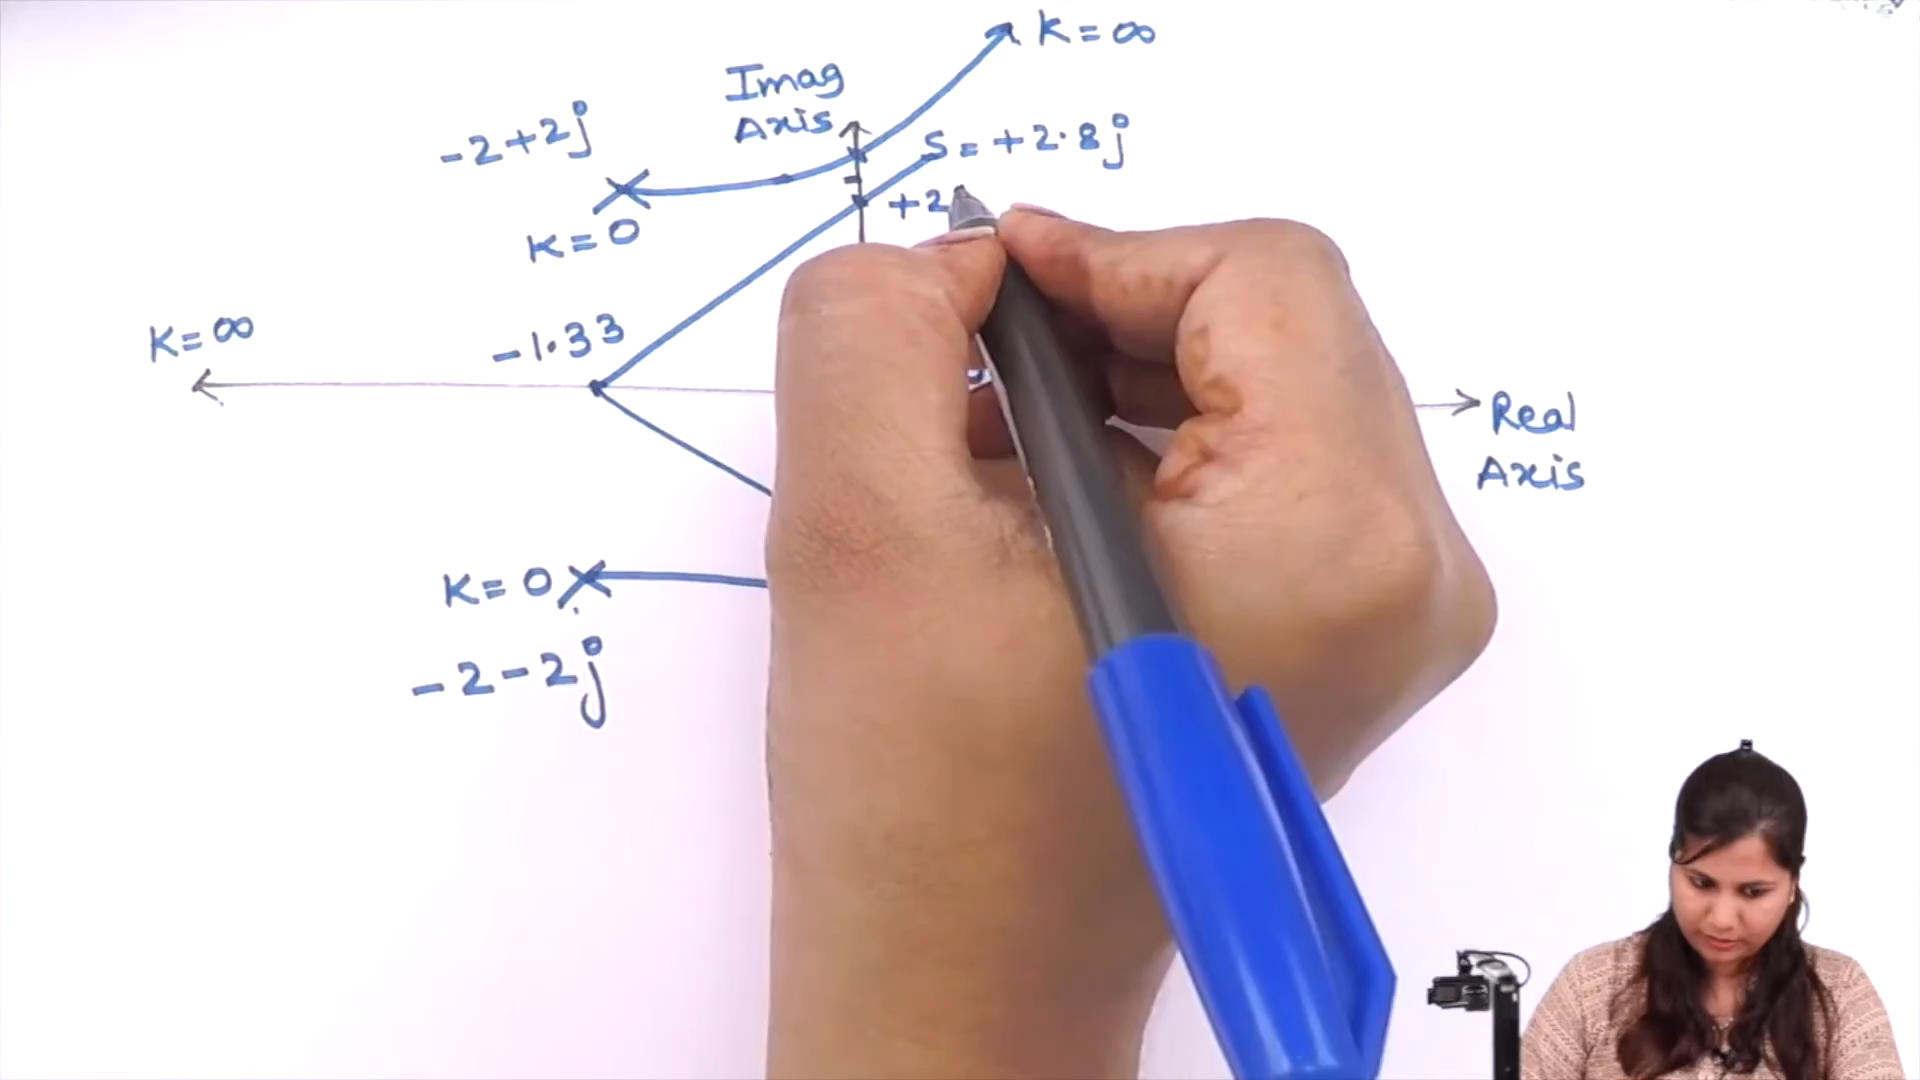 K = ∞
Imag
Axis
-2+2j
S = +2.8j
+2
K = 0
K = ∞
-1.33
Real
Axis
K = 0
-2-2j